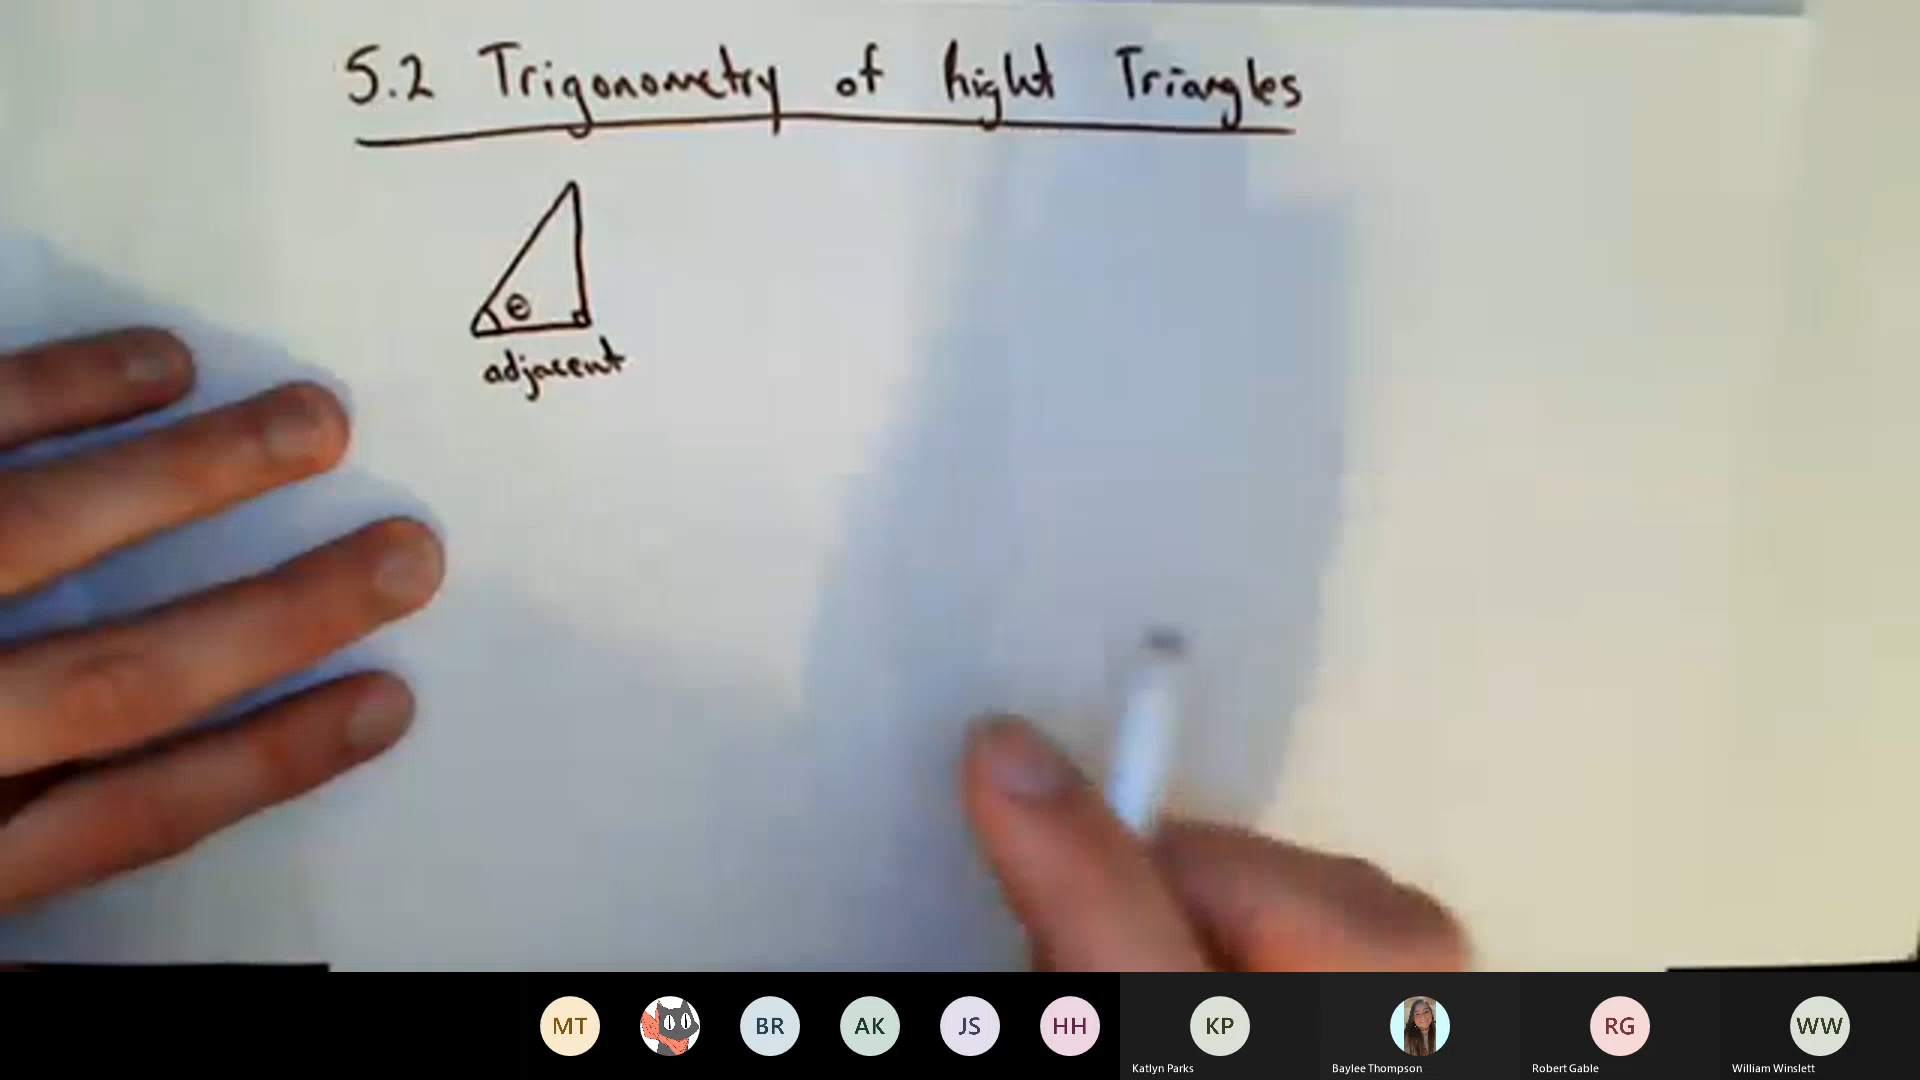 5.2 Trigonometry of Right Triangles
θ
adjacent
MT BR AK JS HH KP RG WW
Katlyn Parks Baylee Thompson Robert Gable William Winslett